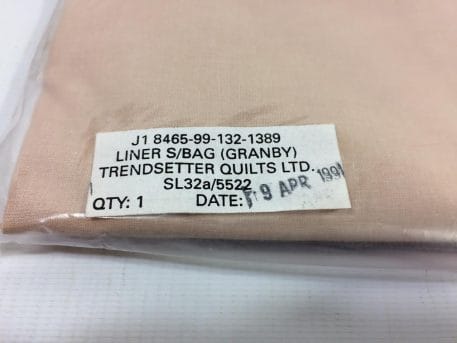 J1 8465-99-132-1389
LINER S/BAG (GRANBY)
TRENDSETTER QUILTS LTD.
SL32a/5522
QTY: 1 DATE: 19 APR 1991